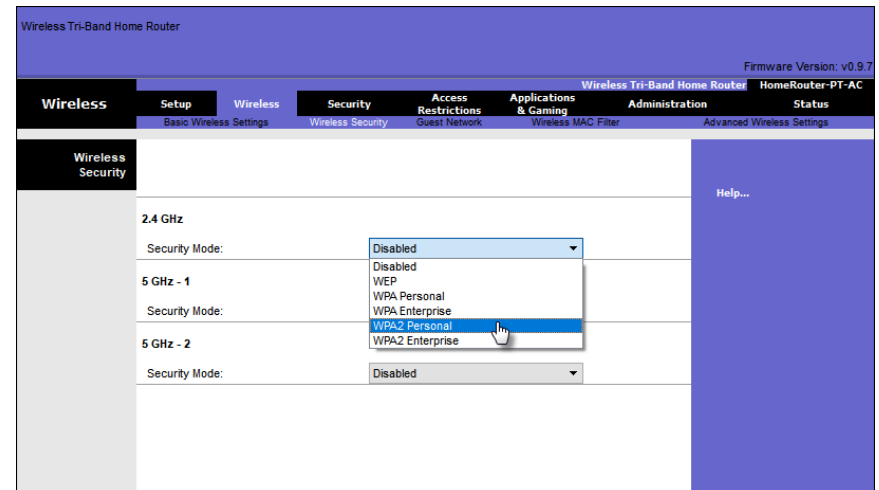 Wireless Tri-Band Home Router
Firmware Version: v0.9.7
Wireless Tri-Band Home Router HomeRouter-PT-AC
Wireless Setup Wireless Security Access Restrictions Applications & Gaming Administration Status
Basic Wireless Settings Wireless Security Guest Network Wireless MAC Filter Advanced Wireless Settings
Wireless Security
Help...
2.4 GHz
Security Mode: Disabled
Disabled
5 GHz - 1
WEP
WPA Personal
Security Mode:
WPA Enterprise
WPA2 Personal
5 GHz - 2
WPA2 Enterprise
Security Mode: Disabled